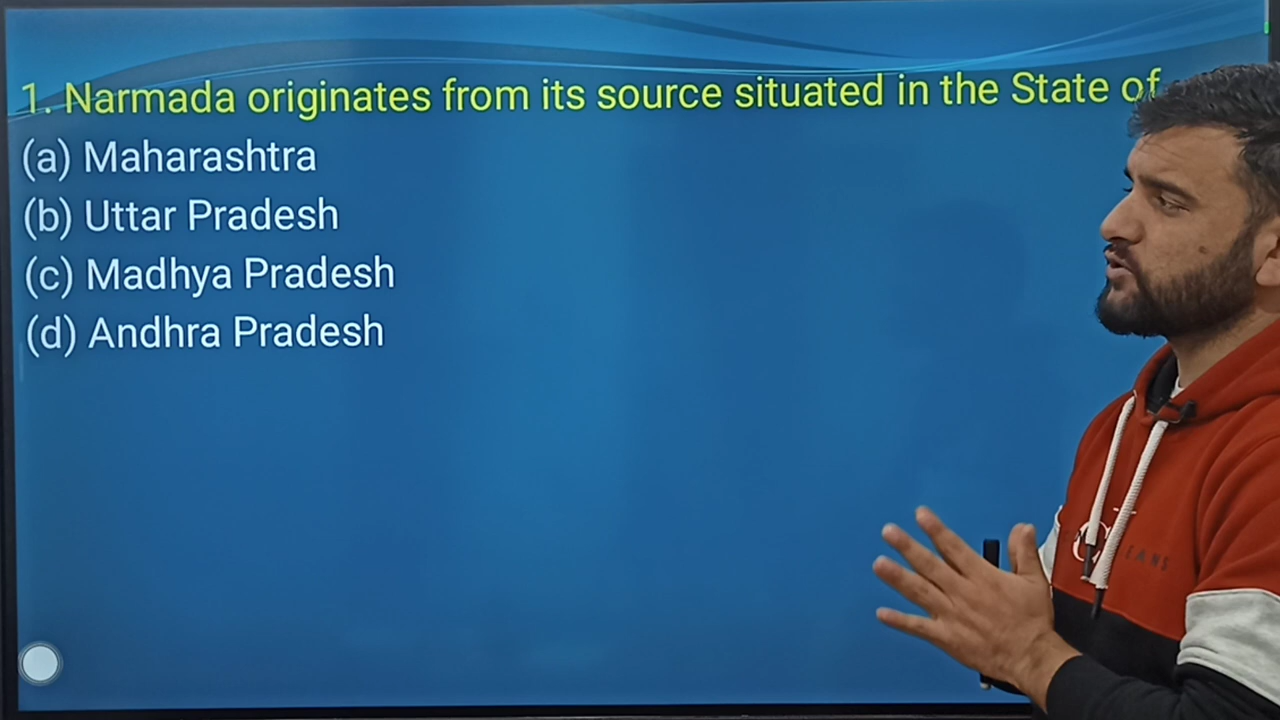 1. Narmada originates from its source situated in the State of
(a) Maharashtra
(b) Uttar Pradesh
(c) Madhya Pradesh
(d) Andhra Pradesh